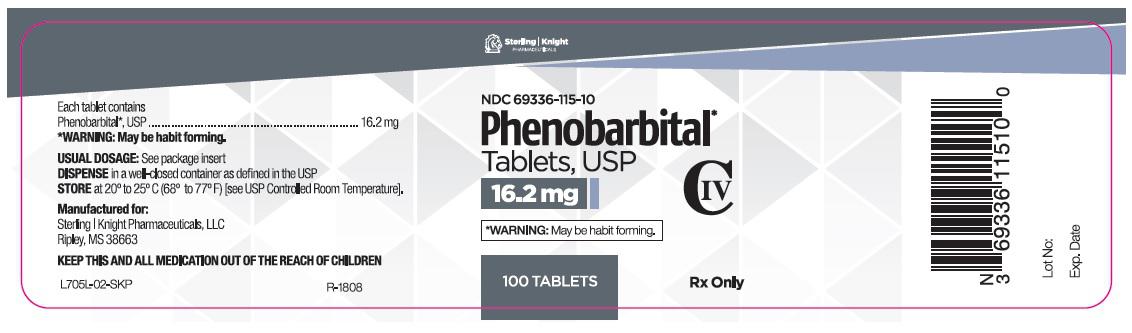 Sterling | Knight
PHARMACEUTICALS
Each tablet contains
Phenobarbital*, USP ........................................................ 16.2 mg
*WARNING: May be habit forming.
USUAL DOSAGE: See package insert
DISPENSE in a well-closed container as defined in the USP
STORE at 20º to 25º C (68º to 77º F) [see USP Controlled Room Temperature].
Manufactured for:
Sterling | Knight Pharmaceuticals, LLC
Ripley, MS 38663
KEEP THIS AND ALL MEDICATION OUT OF THE REACH OF CHILDREN
L705L-02-SKP R-1808
NDC 69336-115-10
Phenobarbital*
Tablets, USP
16.2 mg
CIV
*WARNING: May be habit forming.
100 TABLETS
Rx Only
N
3 69336 11510 0
Lot No:
Exp. Date